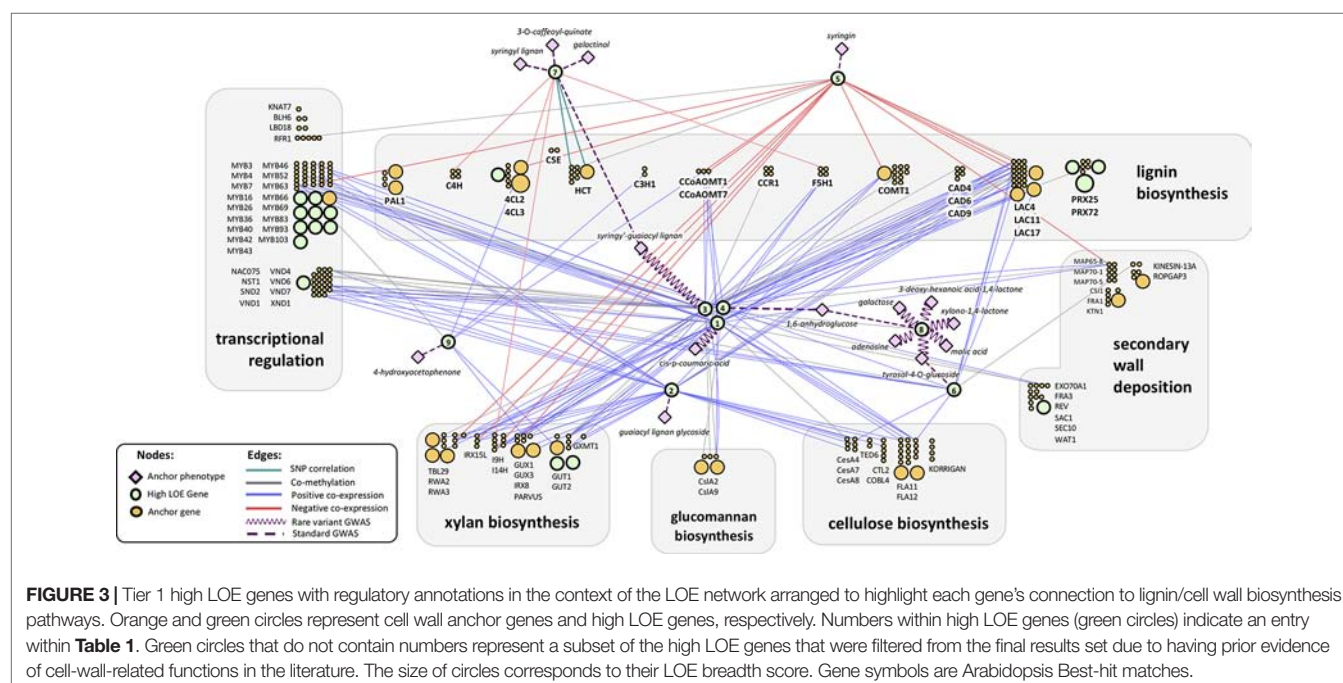 3-O-caffeoyl-quinate
syringyl lignan
galactinol
syringin
7
5
KNAT7
BLH6
LBD18
RFR1
MYB3 MYB46
MYB4 MYB52
MYB7 MYB63
MYB16 MYB66
MYB26 MYB69
MYB36 MYB83
MYB40 MYB93
MYB42 MYB103
MYB43
NAC075 VND4
NST1 VND6
SND2 VND7
VND1 XND1
transcriptional
regulation
PAL1
C4H
CSE
4CL2
4CL3
HCT
C3H1
CCoAOMT1
CCoAOMT7
CCR1
F5H1
COMT1
CAD4
CAD6
CAD9
LAC4
LAC11
LAC17
PRX25
PRX72
lignin
biosynthesis
syringy'-guaiacyl lignan
3
4
1
cis-p-coumaric acid
1,6-anhydroglucose
3-deoxy-hexanoic acid-1,4-lactone
galactose
xylono-1,4-lactone
8
adenosine
malic acid
tyrosol-4-O-glucoside
6
9
4-hydroxyacetophenone
2
guaiacyl lignan glycoside
MAP65-8
MAP70-1
MAP70-5
CSI1
FRA1
KTN1
KINESIN-13A
ROPGAP3
secondary
wall
deposition
EXO70A1
FRA3
REV
SAC1
SEC10
WAT1
TBL29
RWA2
RWA3
IRX15L
I9H
I14H
GUX1
GUX3
IRX8
PARVUS
GXMT1
GUT1
GUT2
xylan biosynthesis
CslA2
CslA9
glucomannan
biosynthesis
CesA4
CesA7
CesA8
TED6
CTL2
COBL4
FLA11
FLA12
KORRIGAN
cellulose biosynthesis
Nodes:
Anchor phenotype
High LOE Gene
Anchor gene
Edges:
SNP correlation
Co-methylation
Positive co-expression
Negative co-expression
Rare variant GWAS
Standard GWAS
FIGURE 3 | Tier 1 high LOE genes with regulatory annotations in the context of the LOE network arranged to highlight each gene's connection to lignin/cell wall biosynthesis
pathways. Orange and green circles represent cell wall anchor genes and high LOE genes, respectively. Numbers within high LOE genes (green circles) indicate an entry
within Table 1. Green circles that do not contain numbers represent a subset of the high LOE genes that were filtered from the final results set due to having prior evidence
of cell-wall-related functions in the literature. The size of circles corresponds to their LOE breadth score. Gene symbols are Arabidopsis Best-hit matches.